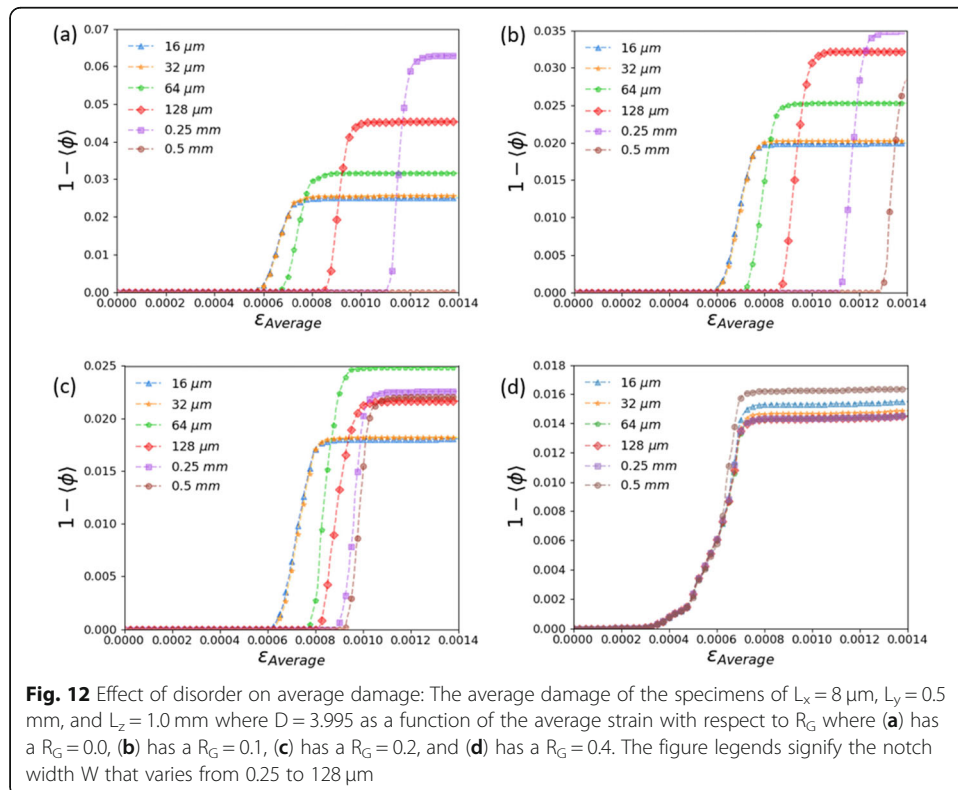 (a)
0.07
0.06
0.05
0.04
0.03
0.02
0.01
0.00
1 − ⟨ϕ⟩
16 μm
32 μm
64 μm
128 μm
0.25 mm
0.5 mm
0.0000 0.0002 0.0004 0.0006 0.0008 0.0010 0.0012 0.0014
εAverage
(b)
0.035
0.030
0.025
0.020
0.015
0.010
0.005
0.000
1 − ⟨ϕ⟩
16 μm
32 μm
64 μm
128 μm
0.25 mm
0.5 mm
0.0000 0.0002 0.0004 0.0006 0.0008 0.0010 0.0012 0.0014
εAverage
(c)
0.025
0.020
0.015
0.010
0.005
0.000
1 − ⟨ϕ⟩
16 μm
32 μm
64 μm
128 μm
0.25 mm
0.5 mm
0.0000 0.0002 0.0004 0.0006 0.0008 0.0010 0.0012 0.0014
εAverage
(d)
0.018
0.016
0.014
0.012
0.010
0.008
0.006
0.004
0.002
0.000
1 − ⟨ϕ⟩
16 μm
32 μm
64 μm
128 μm
0.25 mm
0.5 mm
0.0000 0.0002 0.0004 0.0006 0.0008 0.0010 0.0012 0.0014
εAverage
Fig. 12 Effect of disorder on average damage: The average damage of the specimens of Lx = 8 μm, Ly = 0.5
mm, and Lz = 1.0 mm where D = 3.995 as a function of the average strain with respect to RG where (a) has
a RG = 0.0, (b) has a RG = 0.1, (c) has a RG = 0.2, and (d) has a RG = 0.4. The figure legends signify the notch
width W that varies from 0.25 to 128 μm